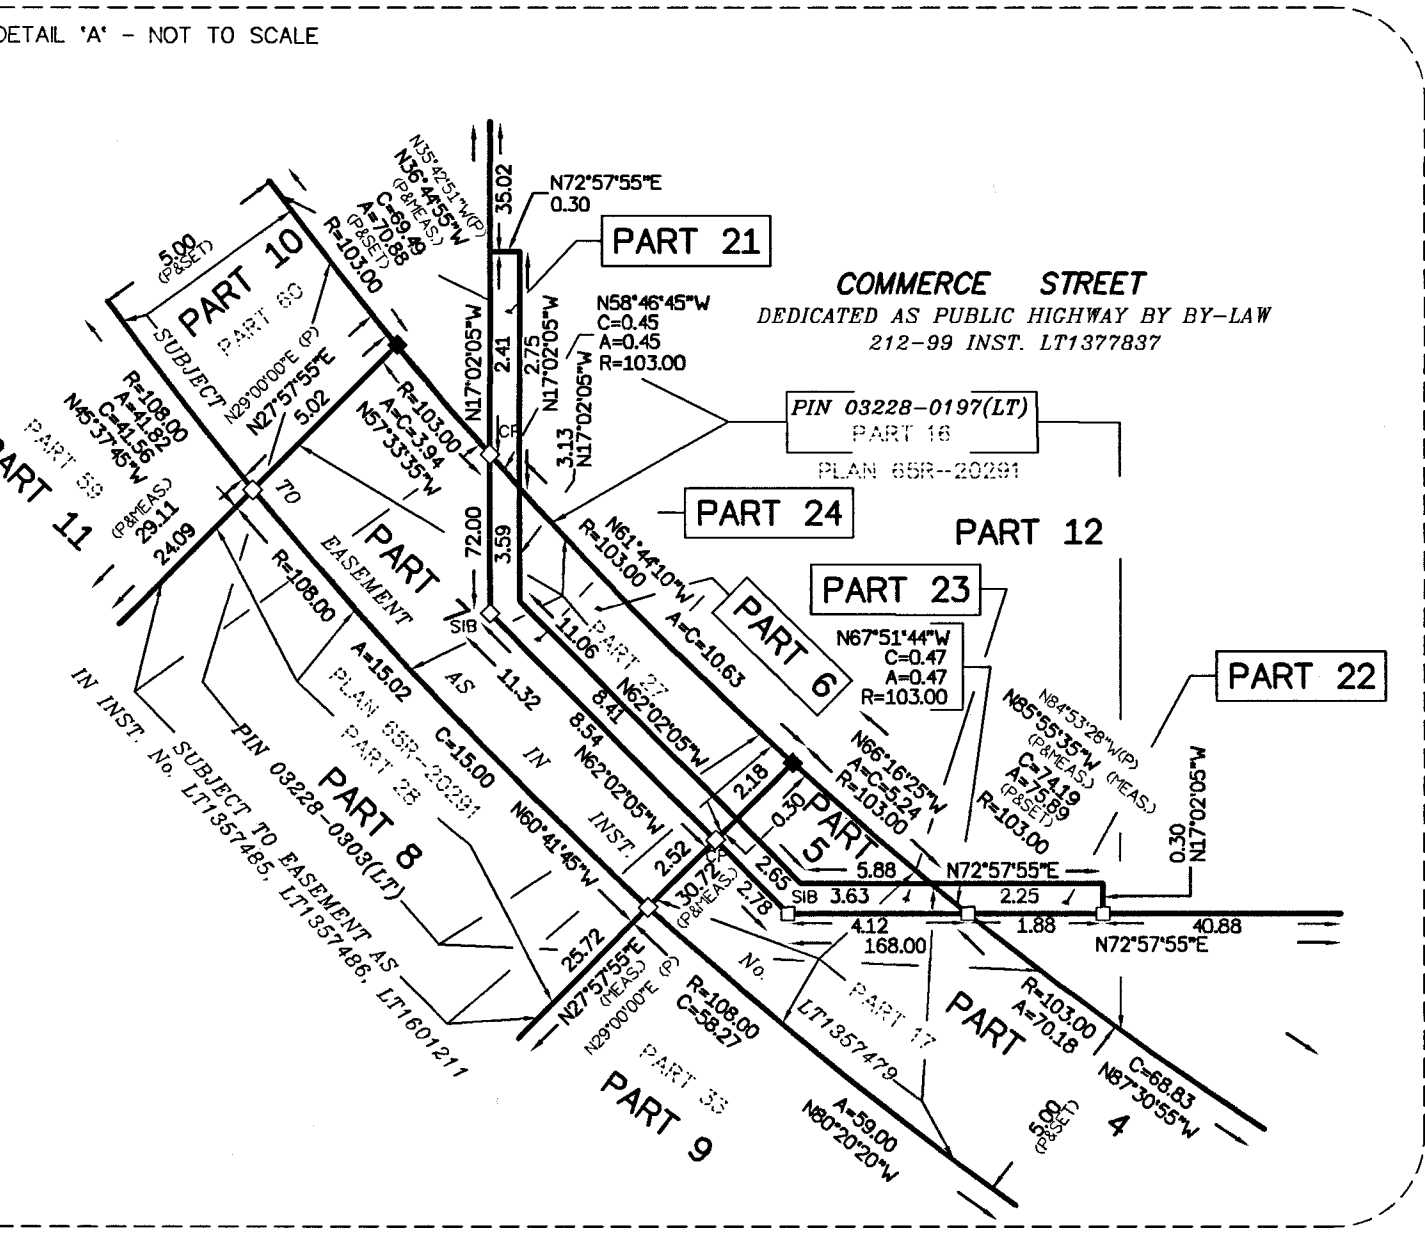 DETAIL 'A' - NOT TO SCALE
N35°42'51"W(P)
N36°44'55"W
(P&MEAS.)
C=69.49
A=70.88
(P&SET)
R=103.00
35.02
N72°57'55"E
0.30
PART 21
5.00
(P&SET)
PART 10
PART 60
COMMERCE STREET
DEDICATED AS PUBLIC HIGHWAY BY BY-LAW
212-99 INST. LT1377837
N58°46'45"W
C=0.45
A=0.45
R=103.00
N17°02'05"W
2.41
2.75
N17°02'05"W
3.13
N17°02'05"W
SUBJECT
N29°00'00"E (P)
N27°57'55"E
5.02
R=108.00
A=41.82
C=41.56
N45°37'45"W
R=103.00
A=C=3.94
N57°33'35"W
PIN 03228-0197(LT)
PART 16
PLAN 65R--20291
PART 59
PART 11
(P&MEAS.)
29.11
24.09
TO
PART 24
PART 12
72.00
3.59
N61°44'10"W
R=103.00
A=C=10.63
PART 7
EASEMENT
SIB
R=108.00
PART 23
PART 6
N67°51'44"W
C=0.47
A=0.47
R=103.00
PART 22
11.06
PART 27
11.32
8.41
N62°02'05"W
8.54
N62°02'05"W
A=15.02
AS
IN
INST.
PLAN 65R--20291
PART 28
C=15.00
N60°41'45"W
N84°53'28"W(P)
N85°55'35"W (MEAS.)
(P&MEAS.)
C=74.19
A=75.89
(P&SET)
R=103.00
0.30
N17°02'05"W
N66°16'25"W
A=C=5.24
R=103.00
2.18
0.30
PART 5
5.88
N72°57'55"E
2.65
SIB
3.63
2.25
2.52
30.72
(P&MEAS.)
2.78
4.12
1.88
40.88
168.00
N72°57'55"E
PIN 03228-0303(LT)
PART 8
SUBJECT TO EASEMENT AS
IN INST. No. LT1357485, LT1357486, LT1601211
25.72
N27°57'55"E
(MEAS.)
N29°00'00"E (P)
No.
LT1357479
PART 17
R=108.00
C=58.27
PART 33
PART 9
A=59.00
N80°20'20"W
PART 4
R=103.00
A=70.18
C=68.83
N87°30'55"W
5.00
(P&SET)